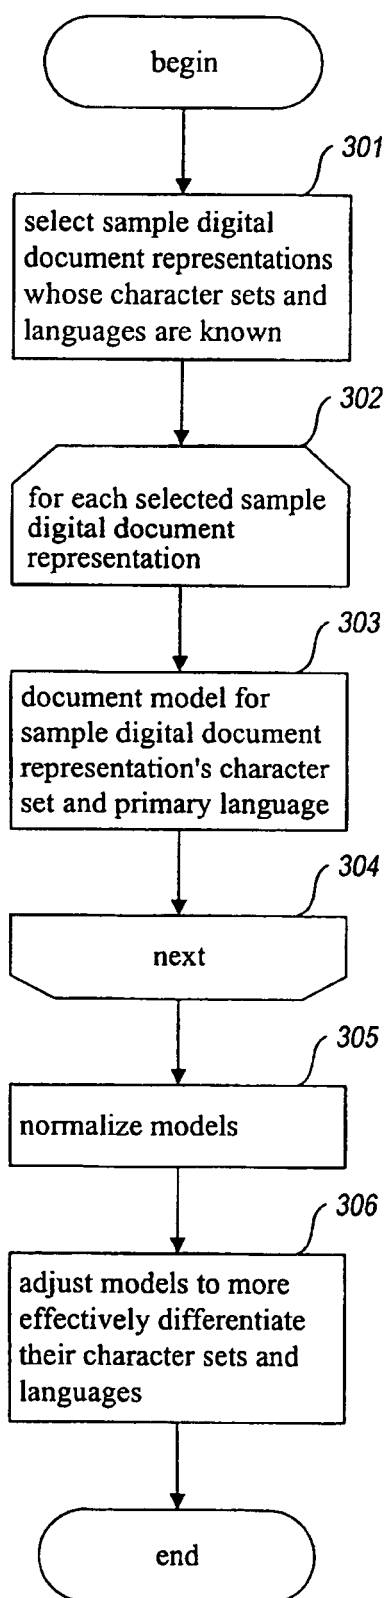 begin
301
select sample digital
document representations
whose character sets and
languages are known
302
for each selected sample
digital document
representation
303
document model for
sample digital document
representation's character
set and primary language
304
next
305
normalize models
306
adjust models to more
effectively differentiate
their character sets and
languages
end